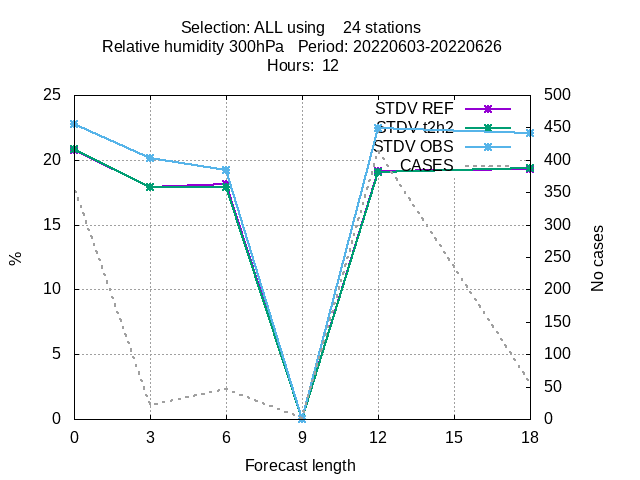 Selection: ALL using    24 stations
Relative humidity 300hPa   Period: 20220603-20220626
Hours:  12
STDV REF
STDV t2h2
STDV OBS
CASES
%
25
20
15
10
5
0
No cases
500
450
400
350
300
250
200
150
100
50
0
0 3 6 9 12 15 18
Forecast length